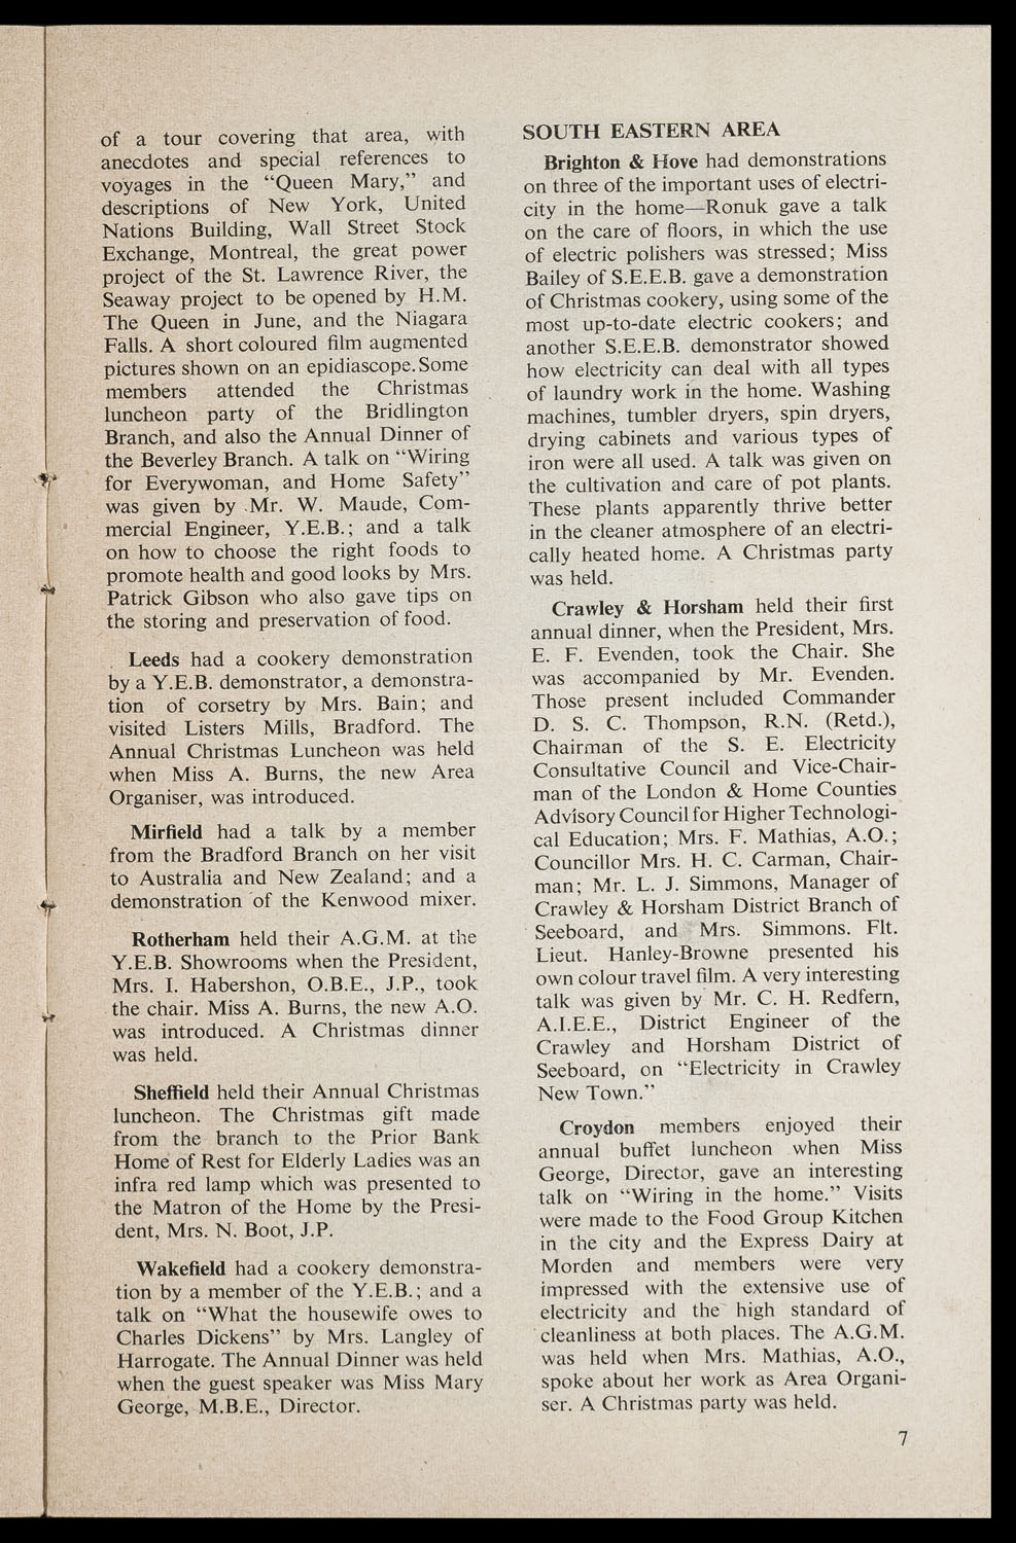 of a tour covering that area, with
anecdotes and special references to
voyages in the “Queen Mary,” and
descriptions of New York, United
Nations Building, Wall Street Stock
Exchange, Montreal, the great power
project of the St. Lawrence River, the
Seaway project to be opened by H.M.
The Queen in June, and the Niagara
Falls. A short coloured film augmented
pictures shown on an epidiascope. Some
members attended the Christmas
luncheon party of the Bridlington
Branch, and also the Annual Dinner of
the Beverley Branch. A talk on “Wiring
for Everywoman, and Home Safety”
was given by Mr. W. Maude, Com-
mercial Engineer, Y.E.B.; and a talk
on how to choose the right foods to
promote health and good looks by Mrs.
Patrick Gibson who also gave tips on
the storing and preservation of food.
Leeds had a cookery demonstration
by a Y.E.B. demonstrator, a demonstra-
tion of corsetry by Mrs. Bain; and
visited Listers Mills, Bradford. The
Annual Christmas Luncheon was held
when Miss A. Burns, the new Area
Organiser, was introduced.
Mirfield had a talk by a member
from the Bradford Branch on her visit
to Australia and New Zealand; and a
demonstration of the Kenwood mixer.
Rotherham held their A.G.M. at the
Y.E.B. Showrooms when the President,
Mrs. I. Habershon, O.B.E., J.P., took
the chair. Miss A. Burns, the new A.O.
was introduced. A Christmas dinner
was held.
Sheffield held their Annual Christmas
luncheon. The Christmas gift made
from the branch to the Prior Bank
Home of Rest for Elderly Ladies was an
infra red lamp which was presented to
the Matron of the Home by the Presi-
dent, Mrs. N. Boot, J.P.
Wakefield had a cookery demonstra-
tion by a member of the Y.E.B.; and a
talk on “What the housewife owes to
Charles Dickens” by Mrs. Langley of
Harrogate. The Annual Dinner was held
when the guest speaker was Miss Mary
George, M.B.E., Director.
SOUTH EASTERN AREA
Brighton & Hove had demonstrations
on three of the important uses of electri-
city in the home—Ronuk gave a talk
on the care of floors, in which the use
of electric polishers was stressed; Miss
Bailey of S.E.E.B. gave a demonstration
of Christmas cookery, using some of the
most up-to-date electric cookers; and
another S.E.E.B. demonstrator showed
how electricity can deal with all types
of laundry work in the home. Washing
machines, tumbler dryers, spin dryers,
drying cabinets and various types of
iron were all used. A talk was given on
the cultivation and care of pot plants.
These plants apparently thrive better
in the cleaner atmosphere of an electri-
cally heated home. A Christmas party
was held.
Crawley & Horsham held their first
annual dinner, when the President, Mrs.
E. F. Evenden, took the Chair. She
was accompanied by Mr. Evenden.
Those present included Commander
D. S. C. Thompson, R.N. (Retd.),
Chairman of the S. E. Electricity
Consultative Council and Vice-Chair-
man of the London & Home Counties
Advisory Council for Higher Technologi-
cal Education; Mrs. F. Mathias, A.O.;
Councillor Mrs. H. C. Carman, Chair-
man; Mr. L. J. Simmons, Manager of
Crawley & Horsham District Branch of
Seeboard, and Mrs. Simmons. Flt.
Lieut. Hanley-Browne presented his
own colour travel film. A very interesting
talk was given by Mr. C. H. Redfern,
A.I.E.E., District Engineer of the
Crawley and Horsham District of
Seeboard, on “Electricity in Crawley
New Town.”
Croydon members enjoyed their
annual buffet luncheon when Miss
George, Director, gave an interesting
talk on “Wiring in the home.” Visits
were made to the Food Group Kitchen
in the city and the Express Dairy at
Morden and members were very
impressed with the extensive use of
electricity and the high standard of
cleanliness at both places. The A.G.M.
was held when Mrs. Mathias, A.O.,
spoke about her work as Area Organi-
ser. A Christmas party was held.
7